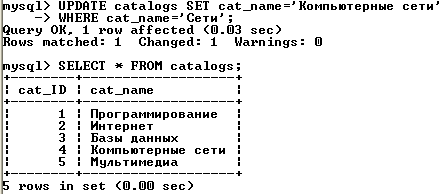 mysql> UPDATE catalogs SET cat_name='Компьютерные сети'
    -> WHERE cat_name='Сети';
Query OK, 1 row affected (0.03 sec)
Rows matched: 1  Changed: 1  Warnings: 0

mysql> SELECT * FROM catalogs;
+--------+------------------+
| cat_ID | cat_name         |
+--------+------------------+
|      1 | Программирование |
|      2 | Интернет         |
|      3 | Базы данных      |
|      4 | Компьютерные сети |
|      5 | Мультимедиа      |
+--------+------------------+
5 rows in set (0.00 sec)